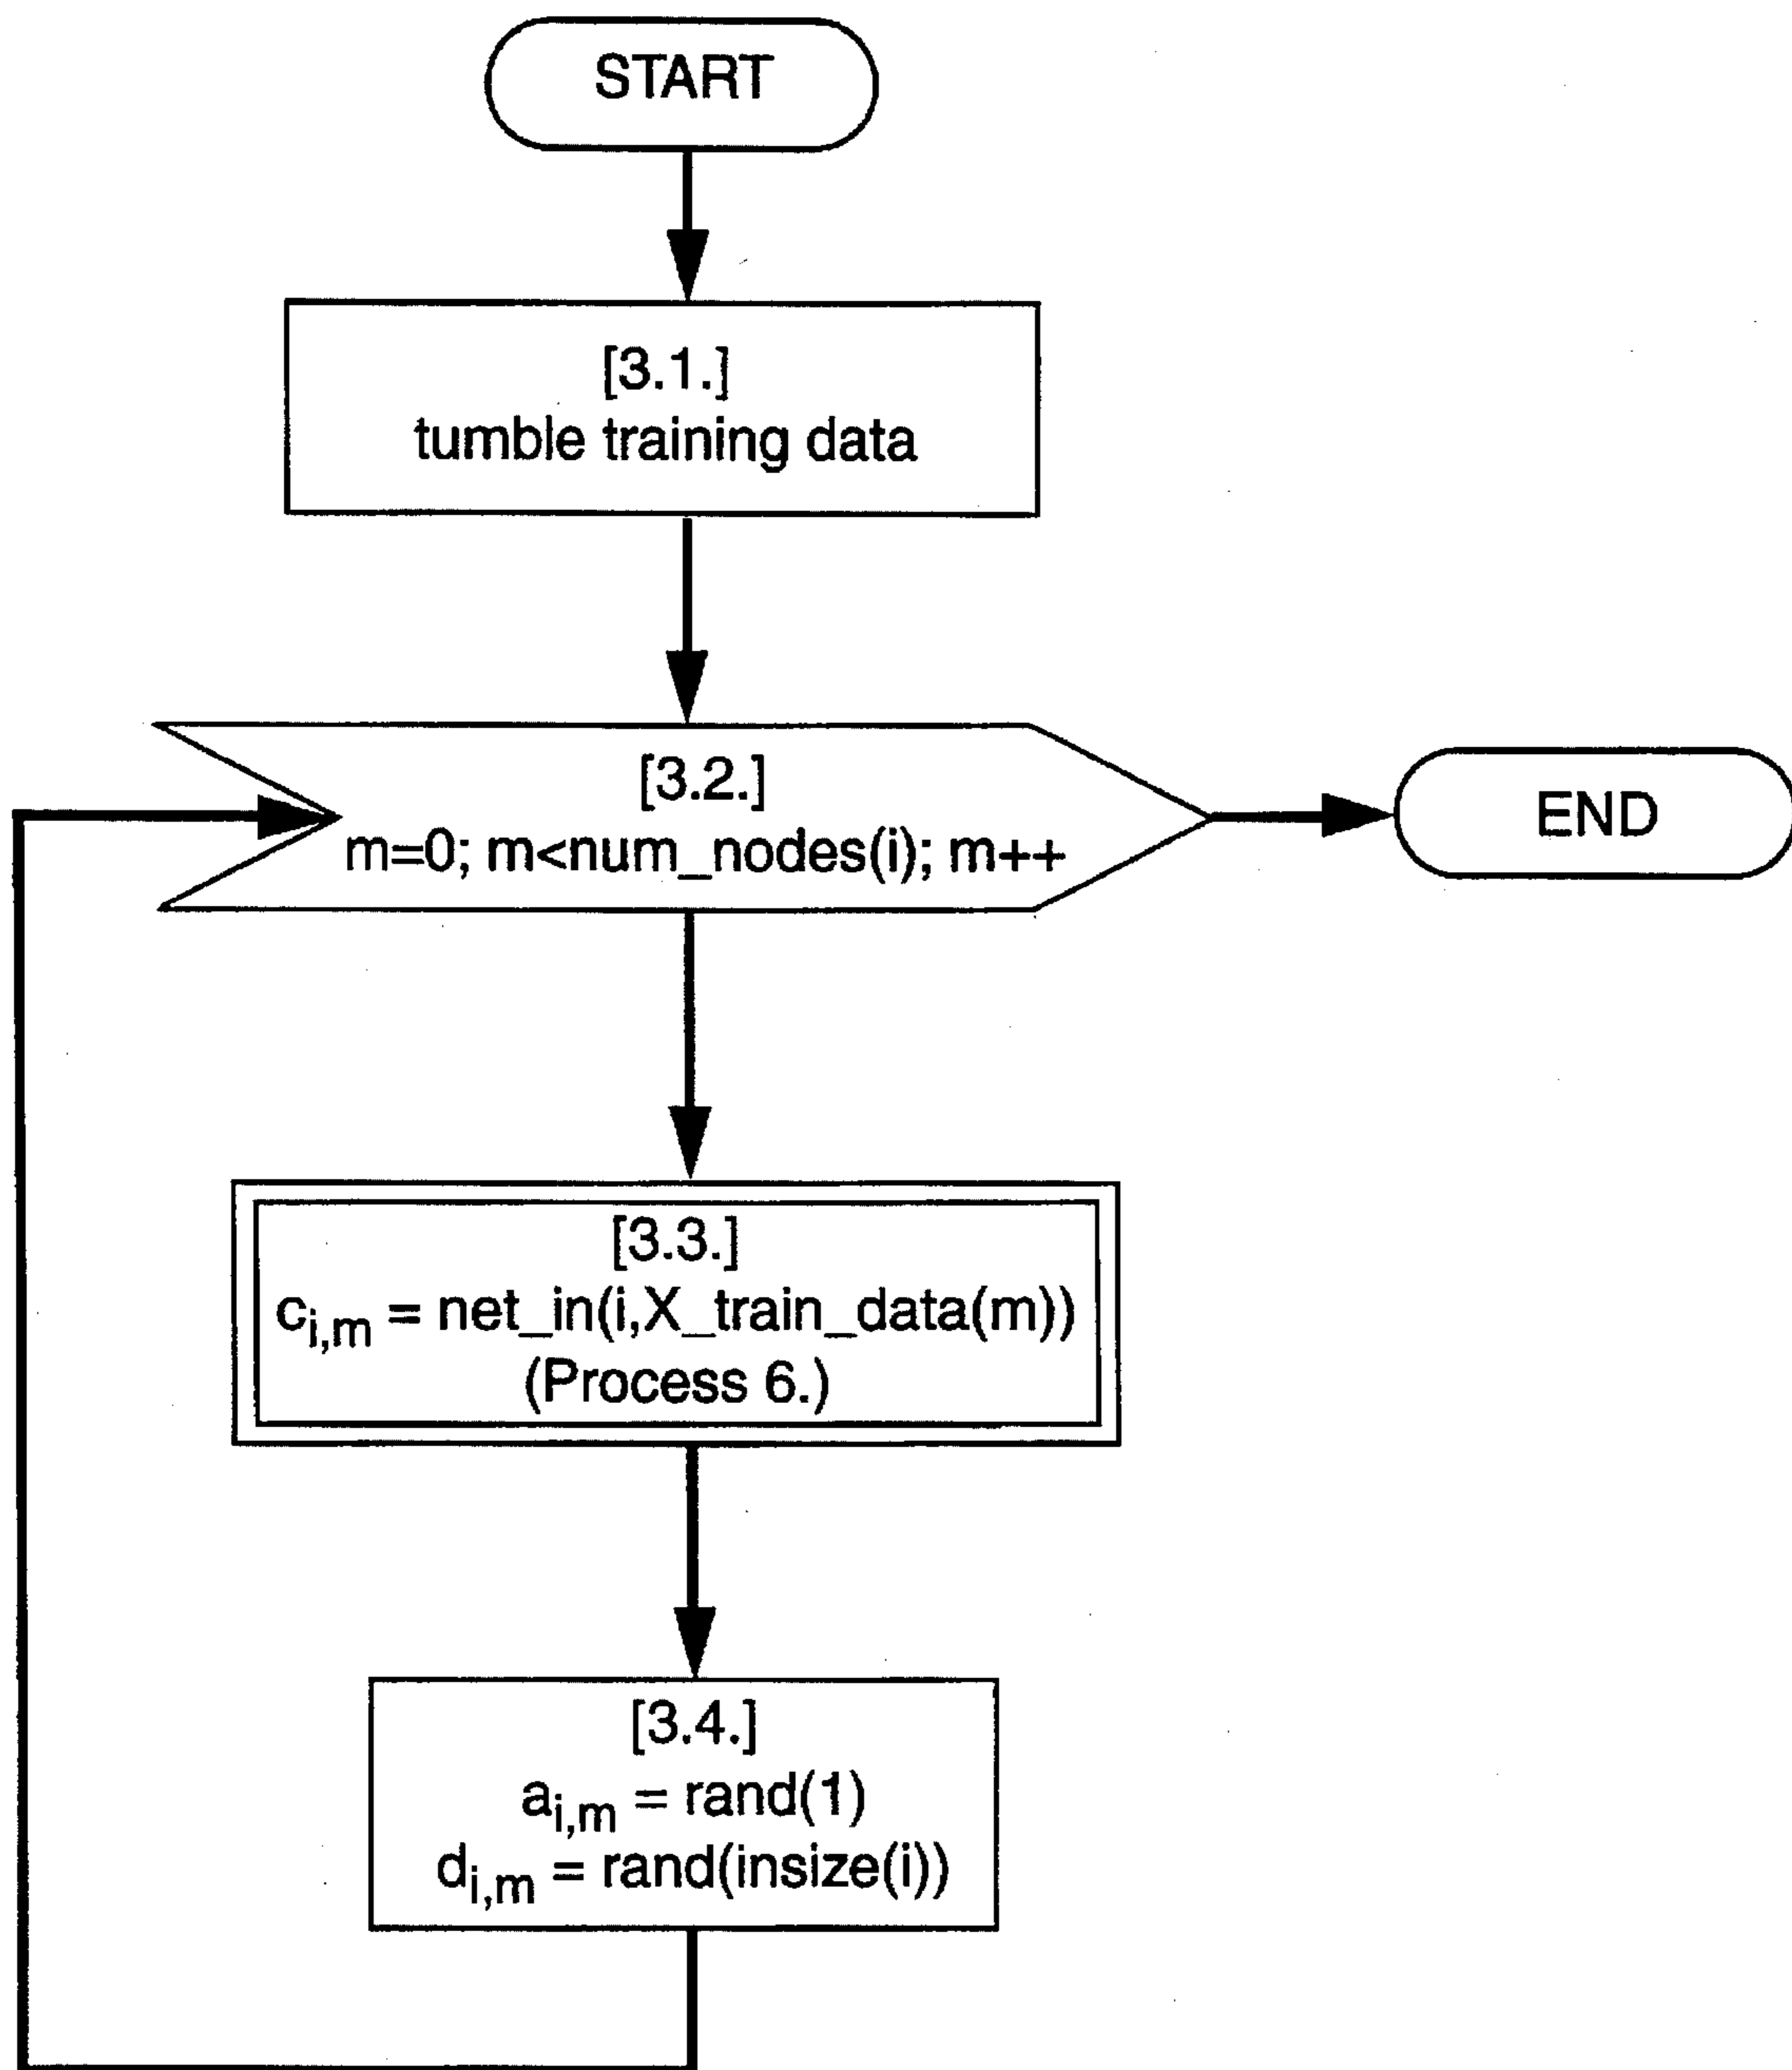 START
[3.1.]
tumble training data
[3.2.]
m=0; m<num_nodes(i); m++
END
[3.3.]
ci,m = net_in(i,X_train_data(m))
(Process 6.)
[3.4.]
ai,m = rand(1)
di,m = rand(insize(i))